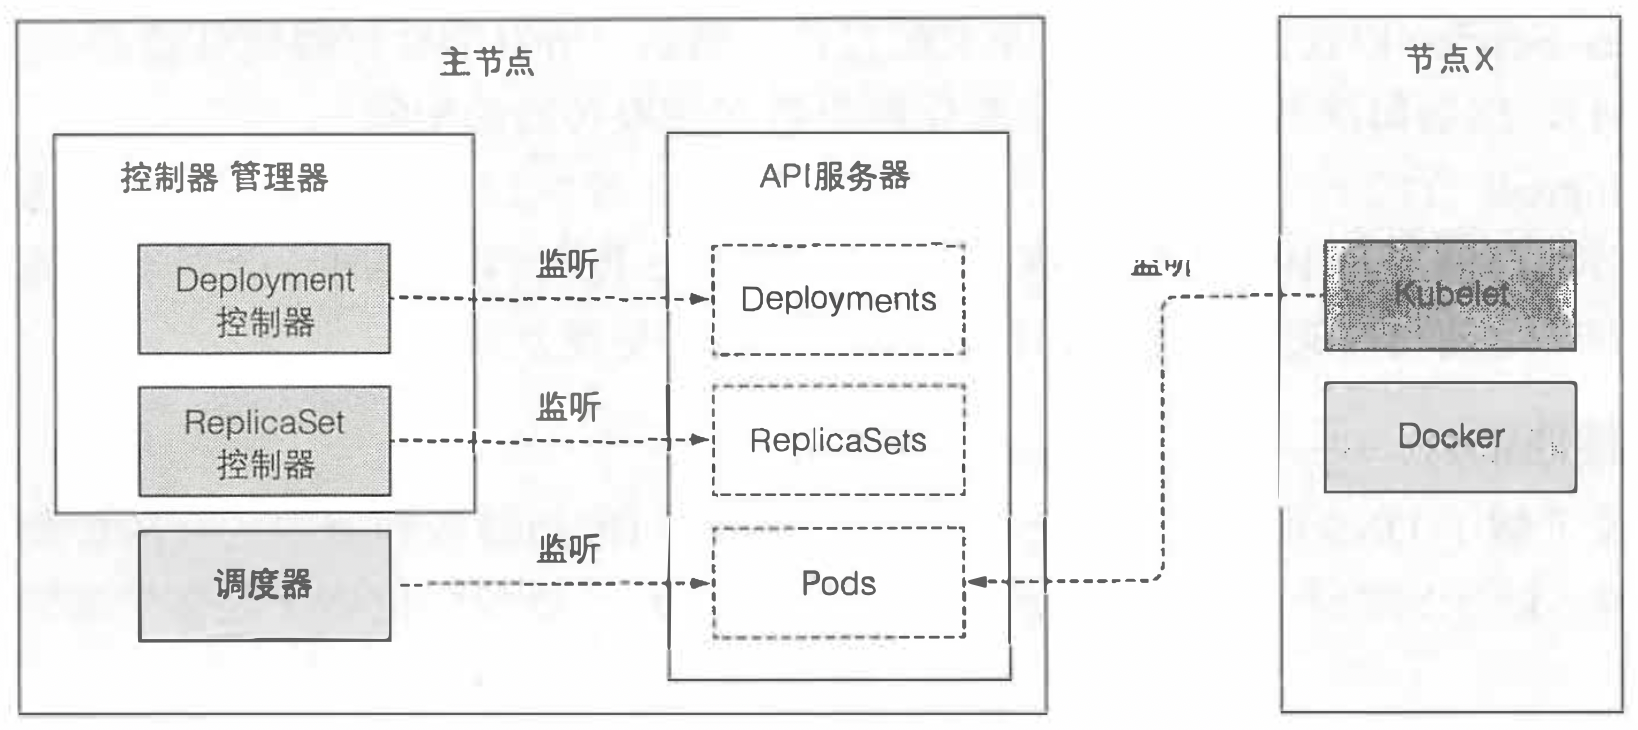 主节点
节点X
控制器 管理器
API服务器
Deployment
控制器
监听
Deployments
监听
Kubelet
ReplicaSet
控制器
监听
ReplicaSets
Docker
调度器
监听
Pods